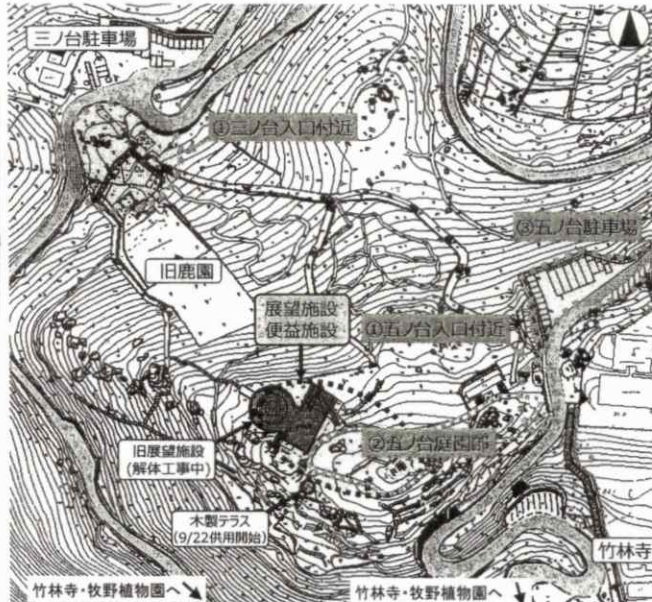 三ノ台駐車場
①三ノ台入口付近
③五ノ台駐車場
旧鹿園
展望施設
便益施設
①五ノ台入口付近
②五ノ台庭園部
旧展望施設
(解体工事中)
木製テラス
(9/22供用開始)
竹林寺
竹林寺・牧野植物園へ
竹林寺・牧野植物園へ